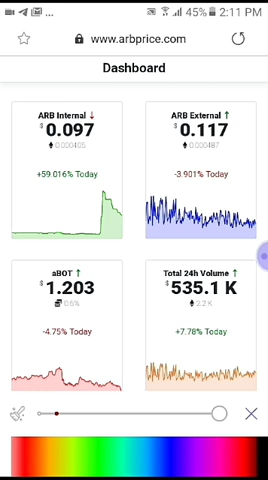 45% 2:11 PM
www.arbprice.com
Dashboard
ARB Internal ↓
$ 0.097
0.000405
+59.016% Today
ARB External ↑
$ 0.117
0.000487
-3.901% Today
aBOT ↑
$ 1.203
0.6%
-4.75% Today
Total 24h Volume ↑
$ 535.1 K
2.2 K
+7.78% Today